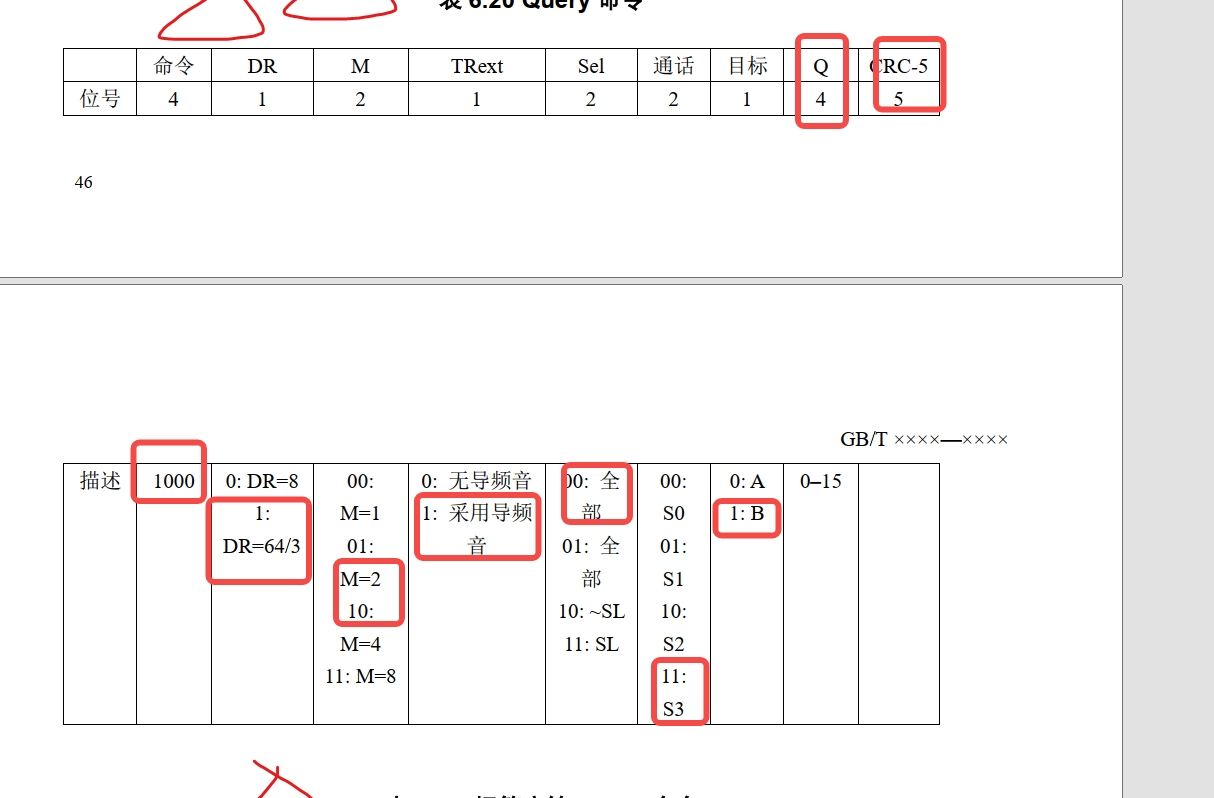 表 6.20 Query 命令
命令 DR M TRext Sel 通话 目标 Q CRC-5
位号 4 1 2 1 2 2 1 4 5
46
GB/T ××××—××××
描述 1000 0: DR=8 00: 0: 无导频音 00: 全 00: 0: A 0–15
1: M=1 1: 采用导频 部 S0 1: B
DR=64/3 01: 音 01: 全 01:
M=2 部 S1
10: 10: ~SL 10:
M=4 11: SL S2
11: M=8 11:
S3